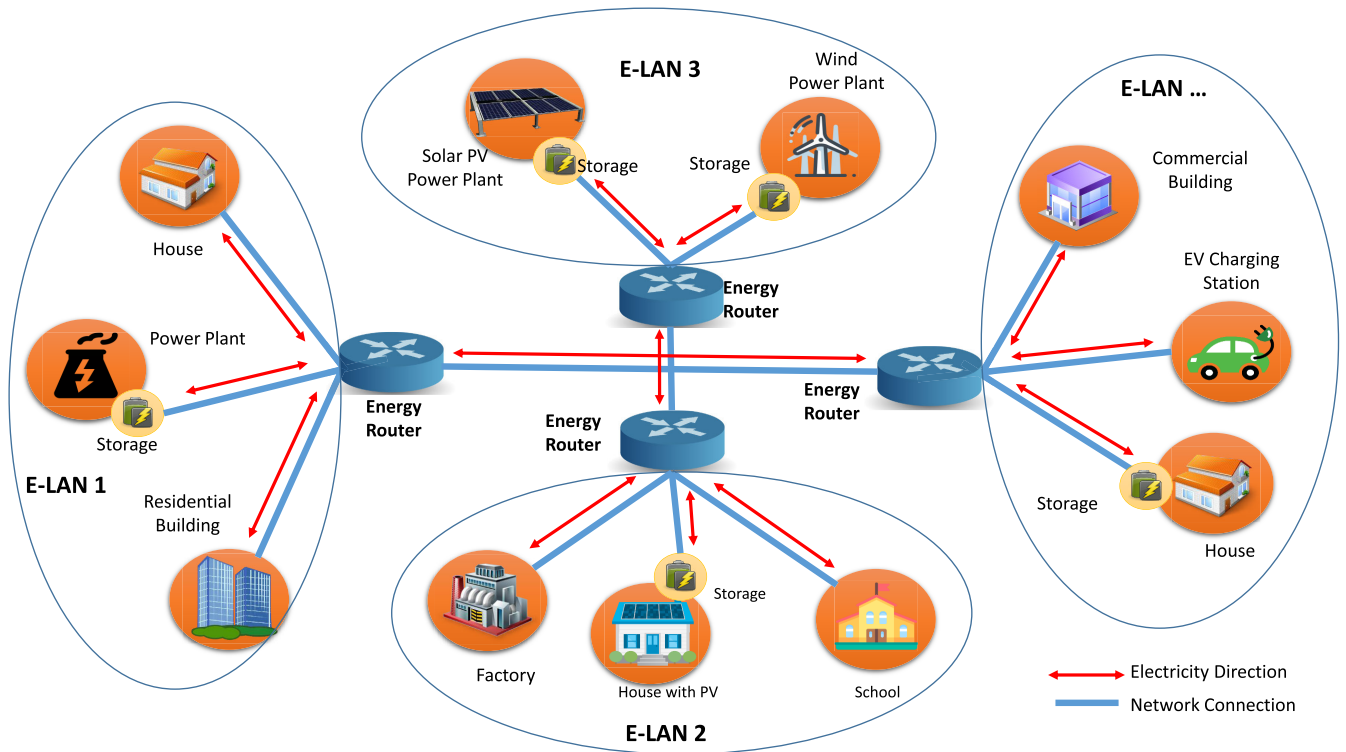 E-LAN 3
Wind
Power Plant
Solar PV
Power Plant
Storage
Storage
E-LAN ...
Commercial
Building
EV Charging
Station
House
Power Plant
Storage
E-LAN 1
Residential
Building
Energy
Router
Energy
Router
Energy
Router
Energy
Router
Storage
House
Factory
Storage
House with PV
School
E-LAN 2
Electricity Direction
Network Connection